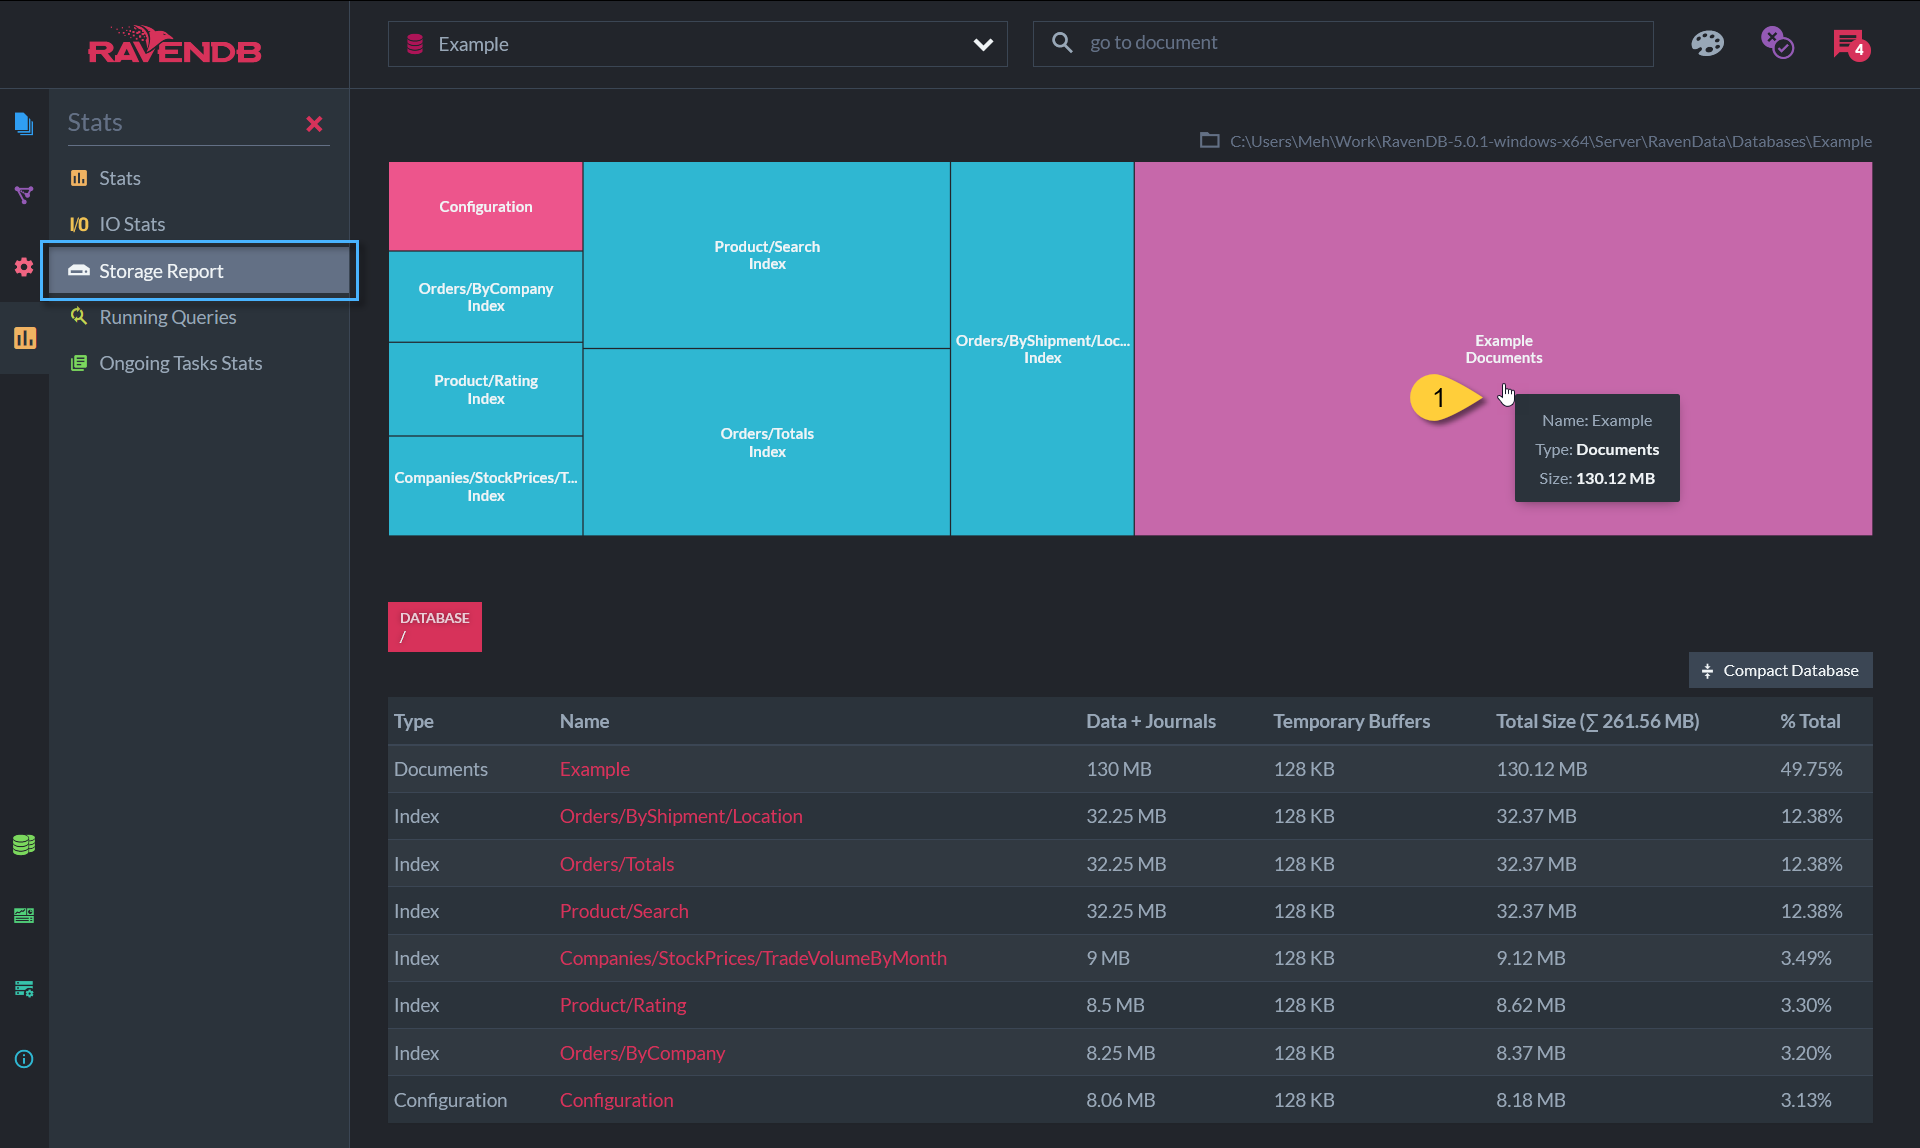 RAVENDB
Example
go to document
4
Stats
Stats
I/O IO Stats
Storage Report
Running Queries
Ongoing Tasks Stats
C:\Users\Meh\Work\RavenDB-5.0.1-windows-x64\Server\RavenData\Databases\Example
Configuration
Orders/ByCompany
Index
Product/Rating
Index
Companies/StockPrices/T...
Index
Product/Search
Index
Orders/Totals
Index
Orders/ByShipment/Loc...
Index
Example
Documents
1
Name: Example
Type: Documents
Size: 130.12 MB
DATABASE
/
Compact Database
Type Name Data + Journals Temporary Buffers Total Size (∑ 261.56 MB) % Total
Documents Example 130 MB 128 KB 130.12 MB 49.75%
Index Orders/ByShipment/Location 32.25 MB 128 KB 32.37 MB 12.38%
Index Orders/Totals 32.25 MB 128 KB 32.37 MB 12.38%
Index Product/Search 32.25 MB 128 KB 32.37 MB 12.38%
Index Companies/StockPrices/TradeVolumeByMonth 9 MB 128 KB 9.12 MB 3.49%
Index Product/Rating 8.5 MB 128 KB 8.62 MB 3.30%
Index Orders/ByCompany 8.25 MB 128 KB 8.37 MB 3.20%
Configuration Configuration 8.06 MB 128 KB 8.18 MB 3.13%